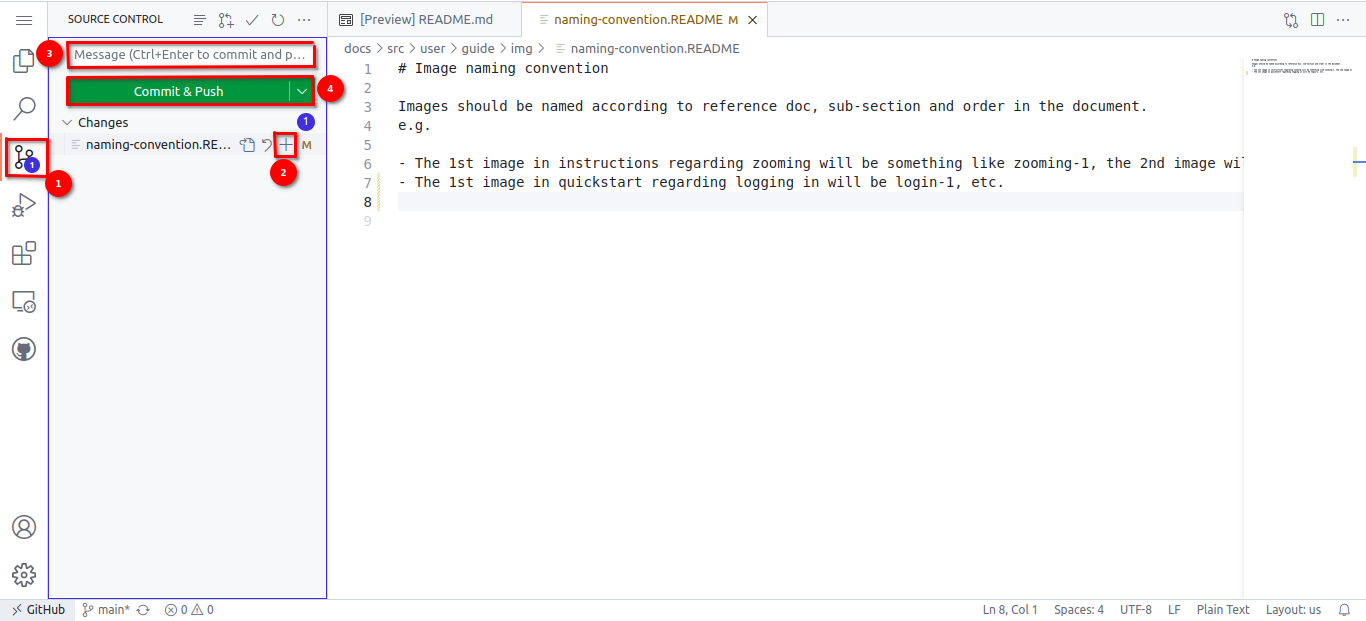 SOURCE CONTROL
[Preview] README.md
naming-convention.README M
3
Message (Ctrl+Enter to commit and p...
Commit & Push
4
Changes
1
naming-convention.RE... M
2
1
1
docs > src > user > guide > img > naming-convention.README
1 # Image naming convention
2
3 Images should be named according to reference doc, sub-section and order in the document.
4 e.g.
5
6 - The 1st image in instructions regarding zooming will be something like zooming-1, the 2nd image wi
7 - The 1st image in quickstart regarding logging in will be login-1, etc.
8
9
GitHub main* 0 0 Ln 8, Col 1 Spaces: 4 UTF-8 LF Plain Text Layout: us